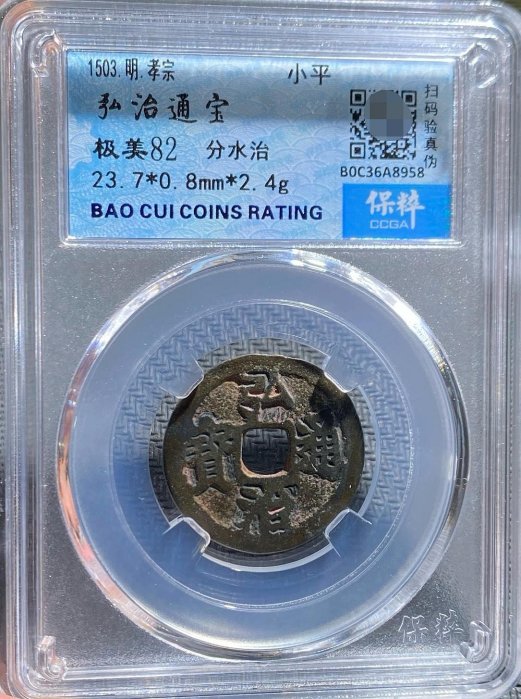 1503.明.孝宗 小平
弘治通宝
极美82 分水治
23.7*0.8mm*2.4g
BAO CUI COINS RATING
扫码验真伪
B0C36A8958
保粹
CCGA
弘治通寳
保粹